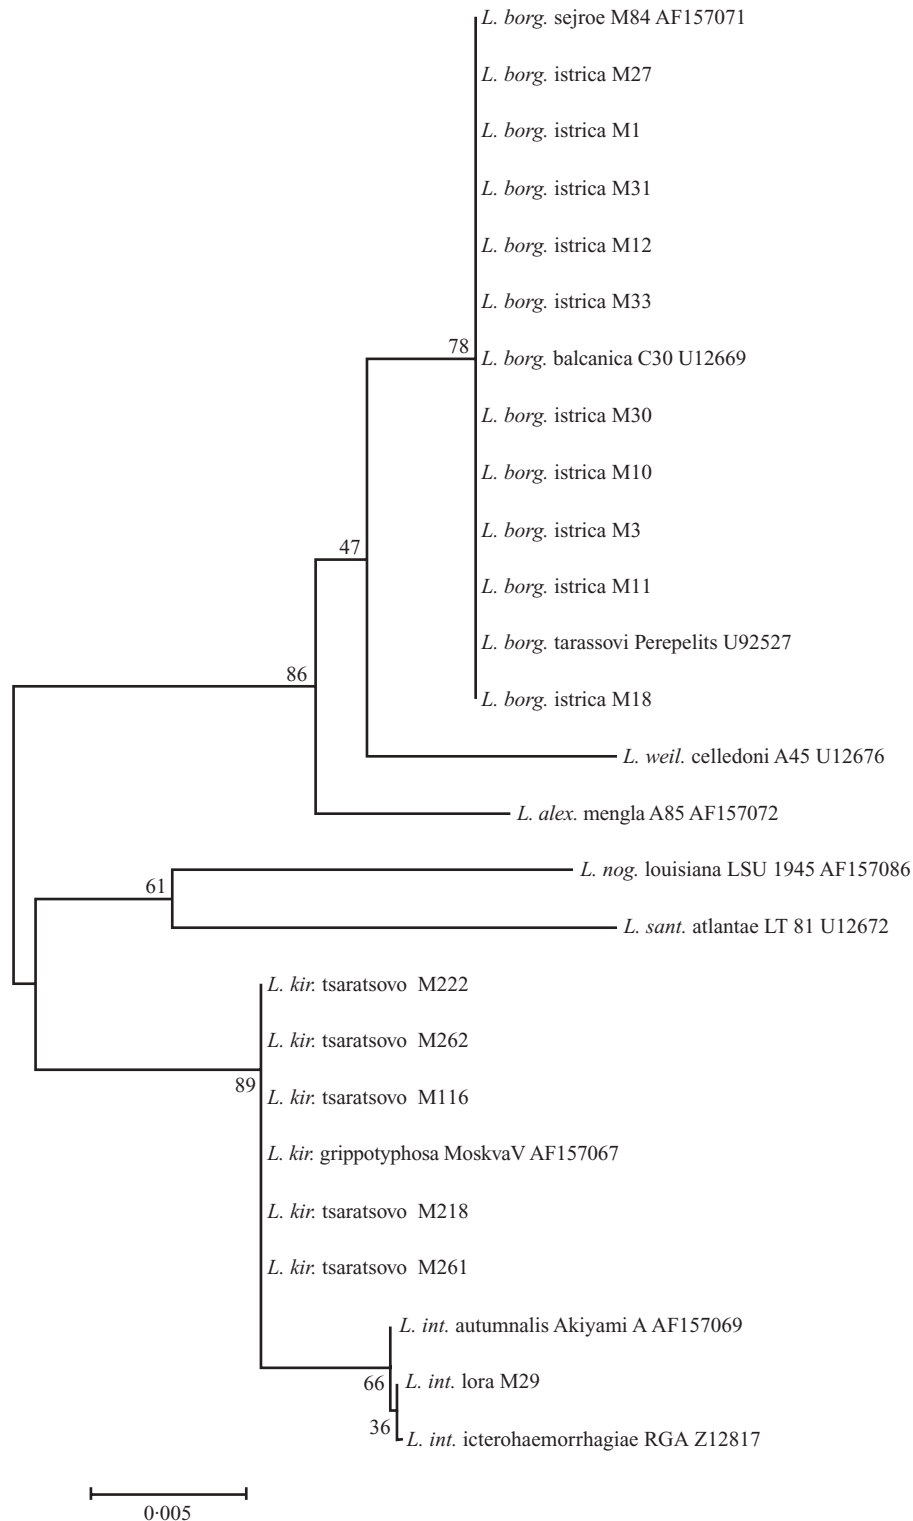 L. borg. sejroe M84 AF157071
L. borg. istrica M27
L. borg. istrica M1
L. borg. istrica M31
L. borg. istrica M12
L. borg. istrica M33
78
L. borg. balcanica C30 U12669
L. borg. istrica M30
L. borg. istrica M10
L. borg. istrica M3
47
L. borg. istrica M11
L. borg. tarassovi Perepelits U92527
86
L. borg. istrica M18
L. weil. celledoni A45 U12676
L. alex. mengla A85 AF157072
L. nog. louisiana LSU 1945 AF157086
61
L. sant. atlantae LT 81 U12672
L. kir. tsaratsovo M222
L. kir. tsaratsovo M262
89
L. kir. tsaratsovo M116
L. kir. grippotyphosa MoskvaV AF157067
L. kir. tsaratsovo M218
L. kir. tsaratsovo M261
L. int. autumnalis Akiyami A AF157069
66
L. int. lora M29
36
L. int. icterohaemorrhagiae RGA Z12817
0·005